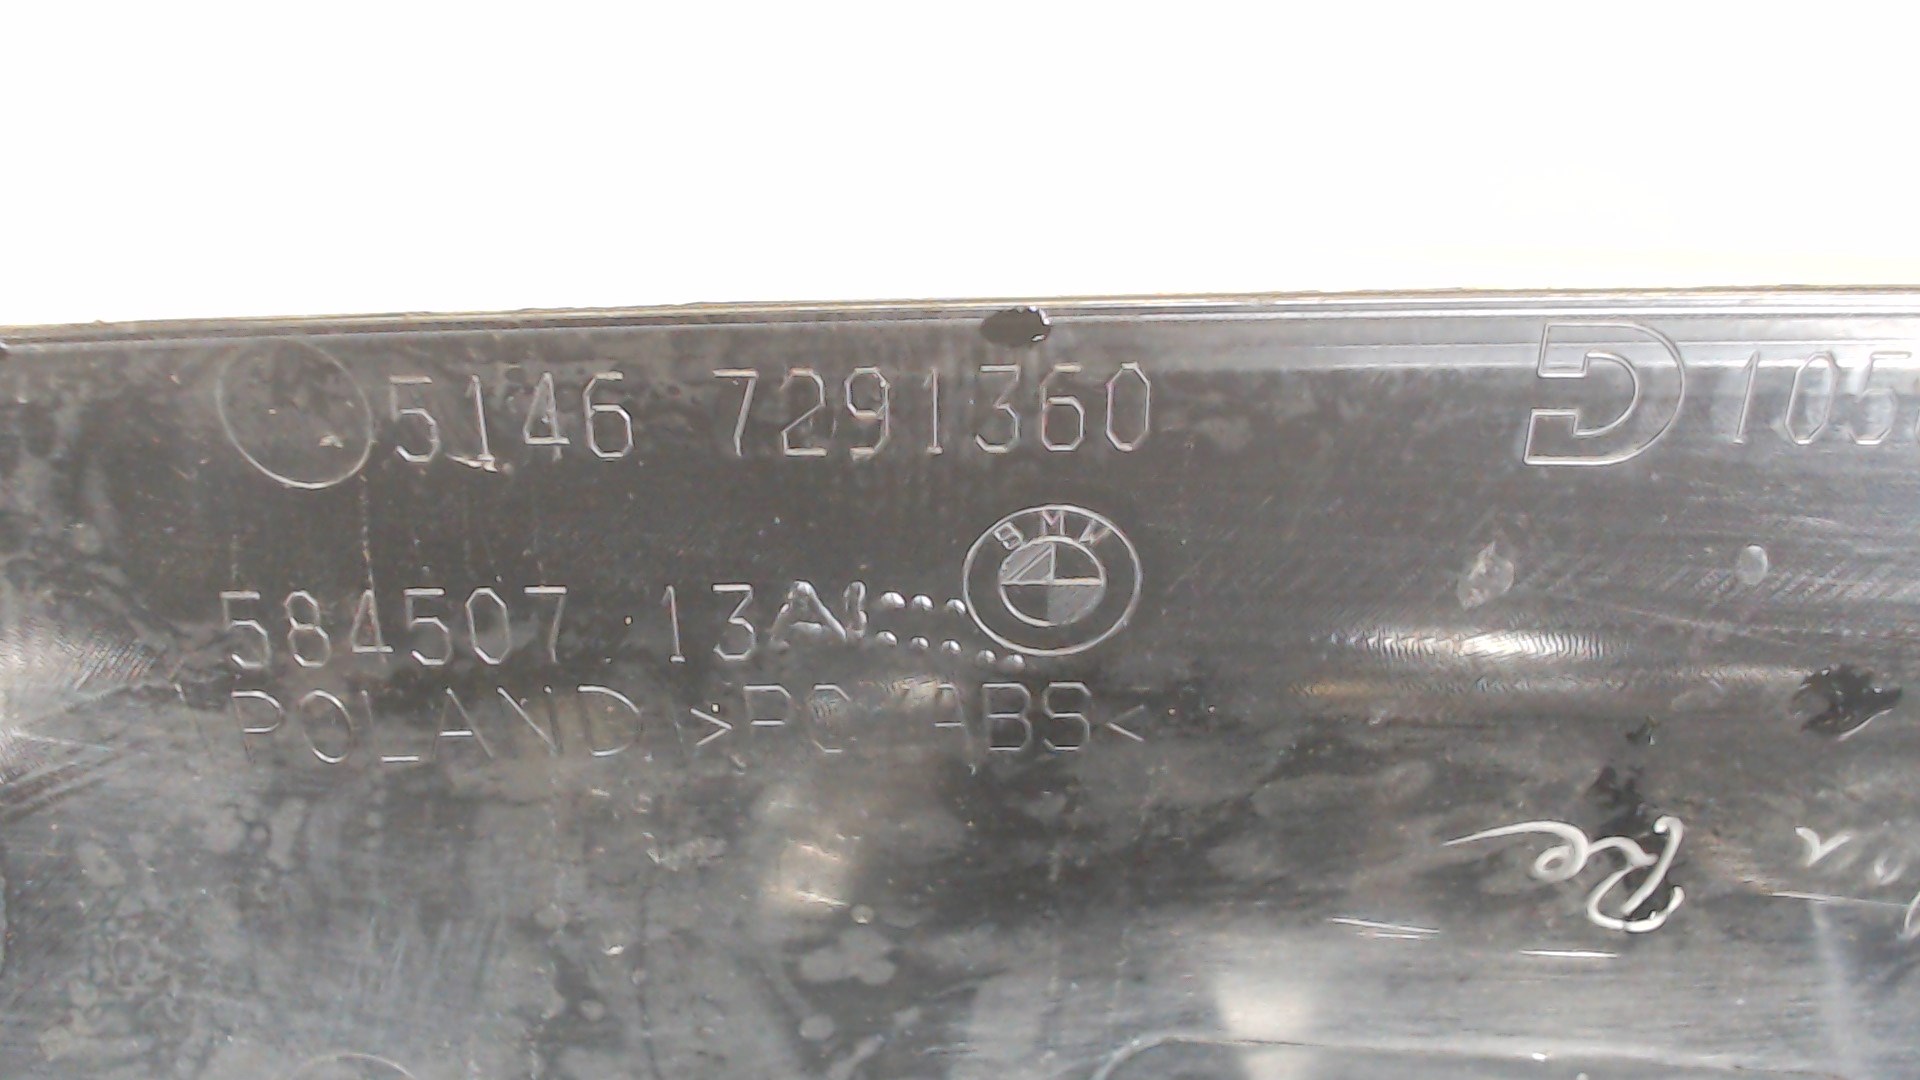 5146 7291360
BMW
584507 13A
POLAND >PC ABS<